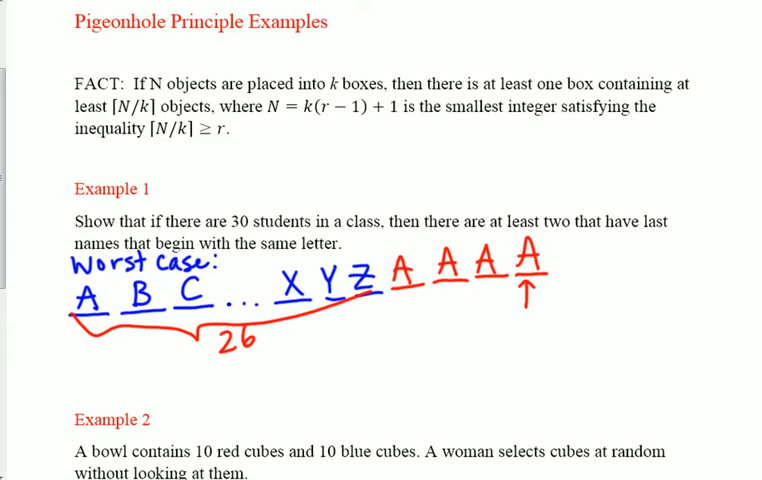 Pigeonhole Principle Examples
FACT: If N objects are placed into k boxes, then there is at least one box containing at
least ⌈N/k⌉ objects, where N = k(r − 1) + 1 is the smallest integer satisfying the
inequality ⌈N/k⌉ ≥ r.
Example 1
Show that if there are 30 students in a class, then there are at least two that have last
names that begin with the same letter.
Worst case:
A B C ... X Y Z A A A A
26
Example 2
A bowl contains 10 red cubes and 10 blue cubes. A woman selects cubes at random
without looking at them.